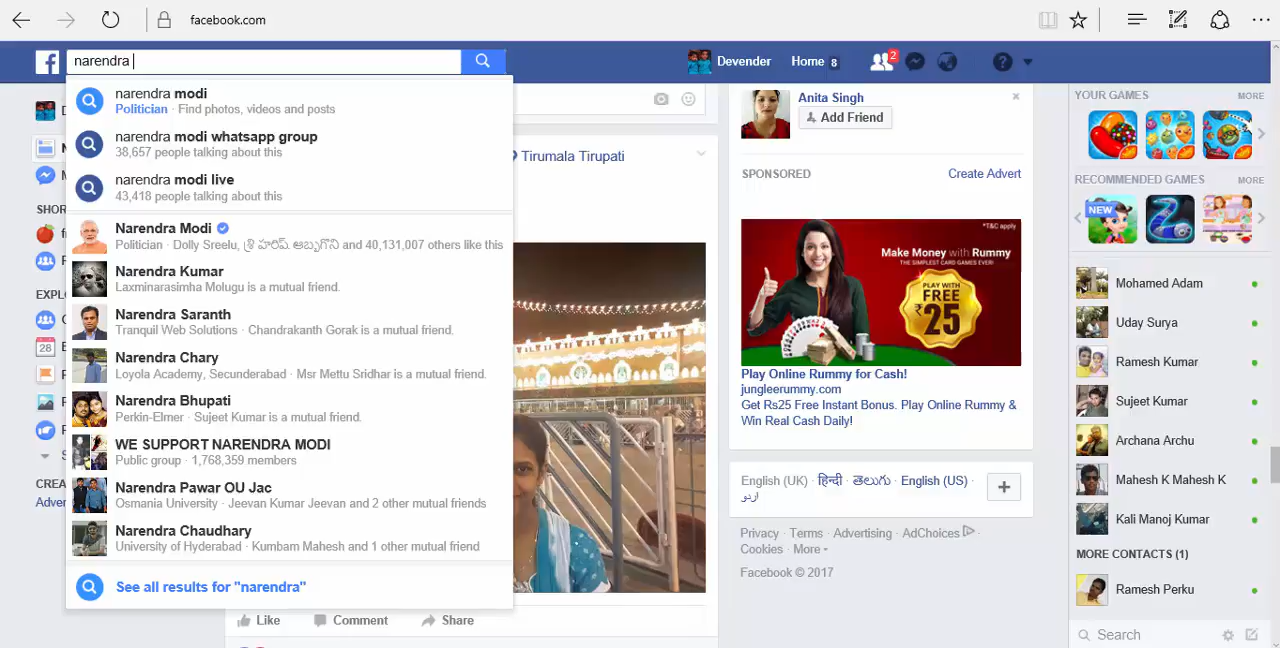 facebook.com
narendra
Devender
Home 8
2
?
narendra modi
Politician · Find photos, videos and posts
narendra modi whatsapp group
38,657 people talking about this
narendra modi live
43,418 people talking about this
Narendra Modi
Politician · Dolly Sreelu, శ్రీ హరిష్ అబ్బుగొని and 40,131,007 others like this
Narendra Kumar
Laxminarasimha Molugu is a mutual friend.
Narendra Saranth
Tranquil Web Solutions · Chandrakanth Gorak is a mutual friend.
Narendra Chary
Loyola Academy, Secunderabad · Msr Mettu Sridhar is a mutual friend.
Narendra Bhupati
Perkin-Elmer · Sujeet Kumar is a mutual friend.
WE SUPPORT NARENDRA MODI
Public group · 1,768,359 members
Narendra Pawar OU Jac
Osmania University · Jeevan Kumar Jeevan and 2 other mutual friends
Narendra Chaudhary
University of Hyderabad · Kumbam Mahesh and 1 other mutual friend
See all results for "narendra"
SHOR
EXPL
28
CREA
Adver
Tirumala Tirupati
Like
Comment
Share
Anita Singh
Add Friend
SPONSORED
Create Advert
*T&C apply
Make Money with Rummy
THE SIMPLEST CARD GAMES EVER!
PLAY WITH
FREE
₹25
Play Online Rummy for Cash!
junglerummy.com
Get Rs25 Free Instant Bonus. Play Online Rummy &
Win Real Cash Daily!
English (UK) · हिन्दी · తెలుగు · English (US) ·
اردو
Privacy · Terms · Advertising · AdChoices ·
Cookies · More
Facebook © 2017
YOUR GAMES
MORE
RECOMMENDED GAMES
MORE
NEW
Mohamed Adam
Uday Surya
Ramesh Kumar
Sujeet Kumar
Archana Archu
Mahesh K Mahesh K
Kali Manoj Kumar
MORE CONTACTS (1)
Ramesh Perku
Search